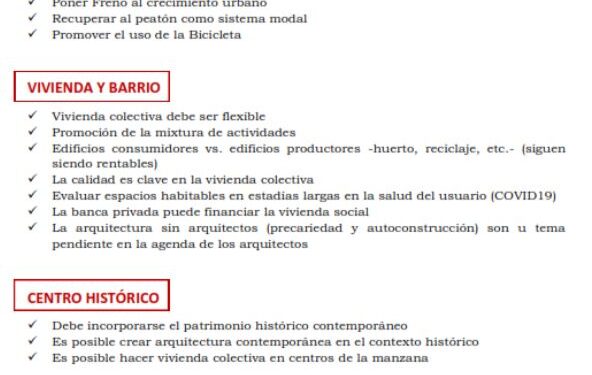 Poner Freno al crecimiento urbano
✓ Recuperar al peatón como sistema modal
✓ Promover el uso de la Bicicleta
VIVIENDA Y BARRIO
✓ Vivienda colectiva debe ser flexible
✓ Promoción de la mixtura de actividades
✓ Edificios consumidores vs. edificios productores -huerto, reciclaje, etc.- (siguen
siendo rentables)
✓ La calidad es clave en la vivienda colectiva
✓ Evaluar espacios habitables en estadias largas en la salud del usuario (COVID19)
✓ La banca privada puede financiar la vivienda social
✓ La arquitectura sin arquitectos (precariedad y autoconstrucción) son u tema
pendiente en la agenda de los arquitectos
CENTRO HISTÓRICO
✓ Debe incorporarse el patrimonio histórico contemporáneo
✓ Es posible crear arquitectura contemporánea en el contexto histórico
✓ Es posible hacer vivienda colectiva en centros de la manzana